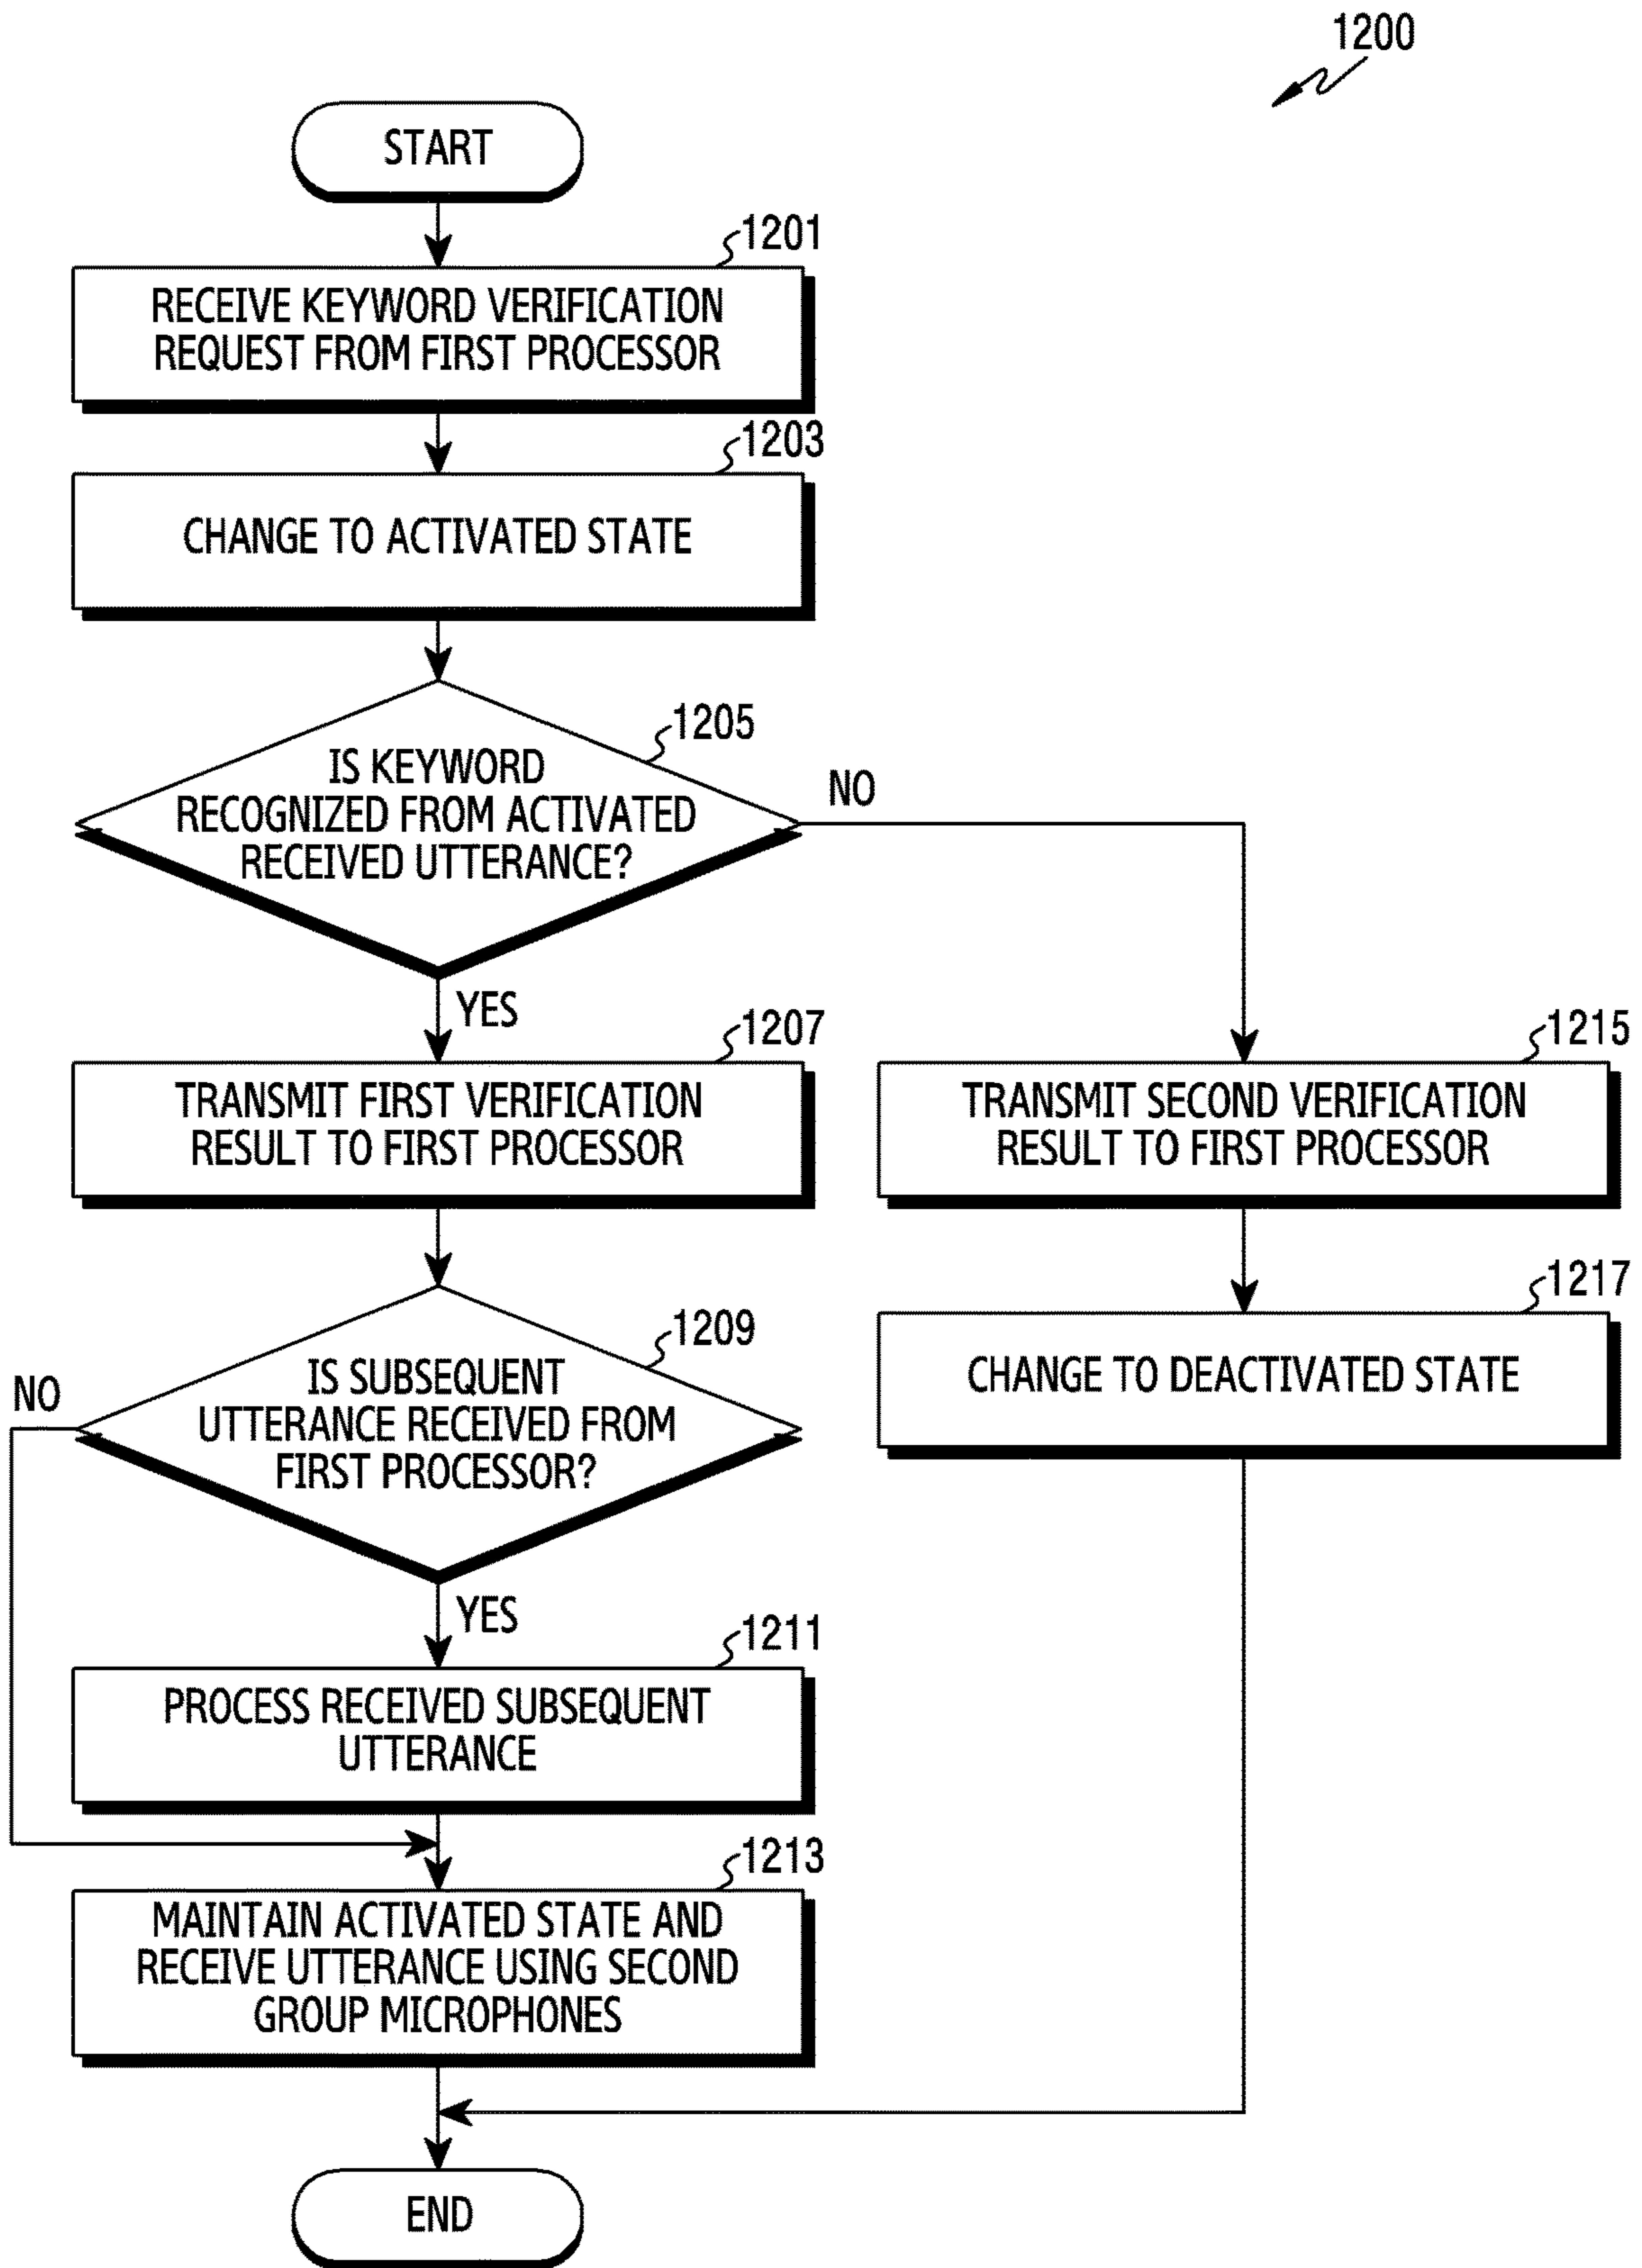 1200
START
1201
RECEIVE KEYWORD VERIFICATION
REQUEST FROM FIRST PROCESSOR
1203
CHANGE TO ACTIVATED STATE
1205
IS KEYWORD
RECOGNIZED FROM ACTIVATED
RECEIVED UTTERANCE?
NO
YES
1207
TRANSMIT FIRST VERIFICATION
RESULT TO FIRST PROCESSOR
1215
TRANSMIT SECOND VERIFICATION
RESULT TO FIRST PROCESSOR
1217
CHANGE TO DEACTIVATED STATE
1209
IS SUBSEQUENT
UTTERANCE RECEIVED FROM
FIRST PROCESSOR?
NO
YES
1211
PROCESS RECEIVED SUBSEQUENT
UTTERANCE
1213
MAINTAIN ACTIVATED STATE AND
RECEIVE UTTERANCE USING SECOND
GROUP MICROPHONES
END